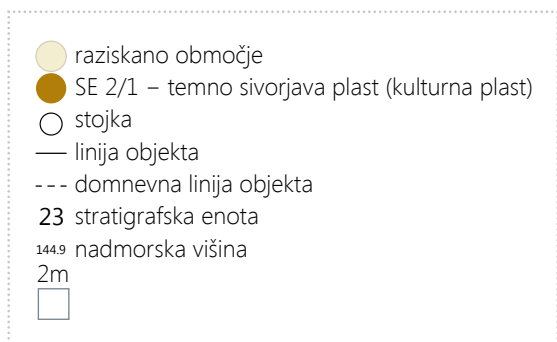 raziskano območje
SE 2/1 – temno sivorjava plast (kulturna plast)
stojka
linija objekta
domnevna linija objekta
23 stratigrafska enota
144.9 nadmorska višina
2m